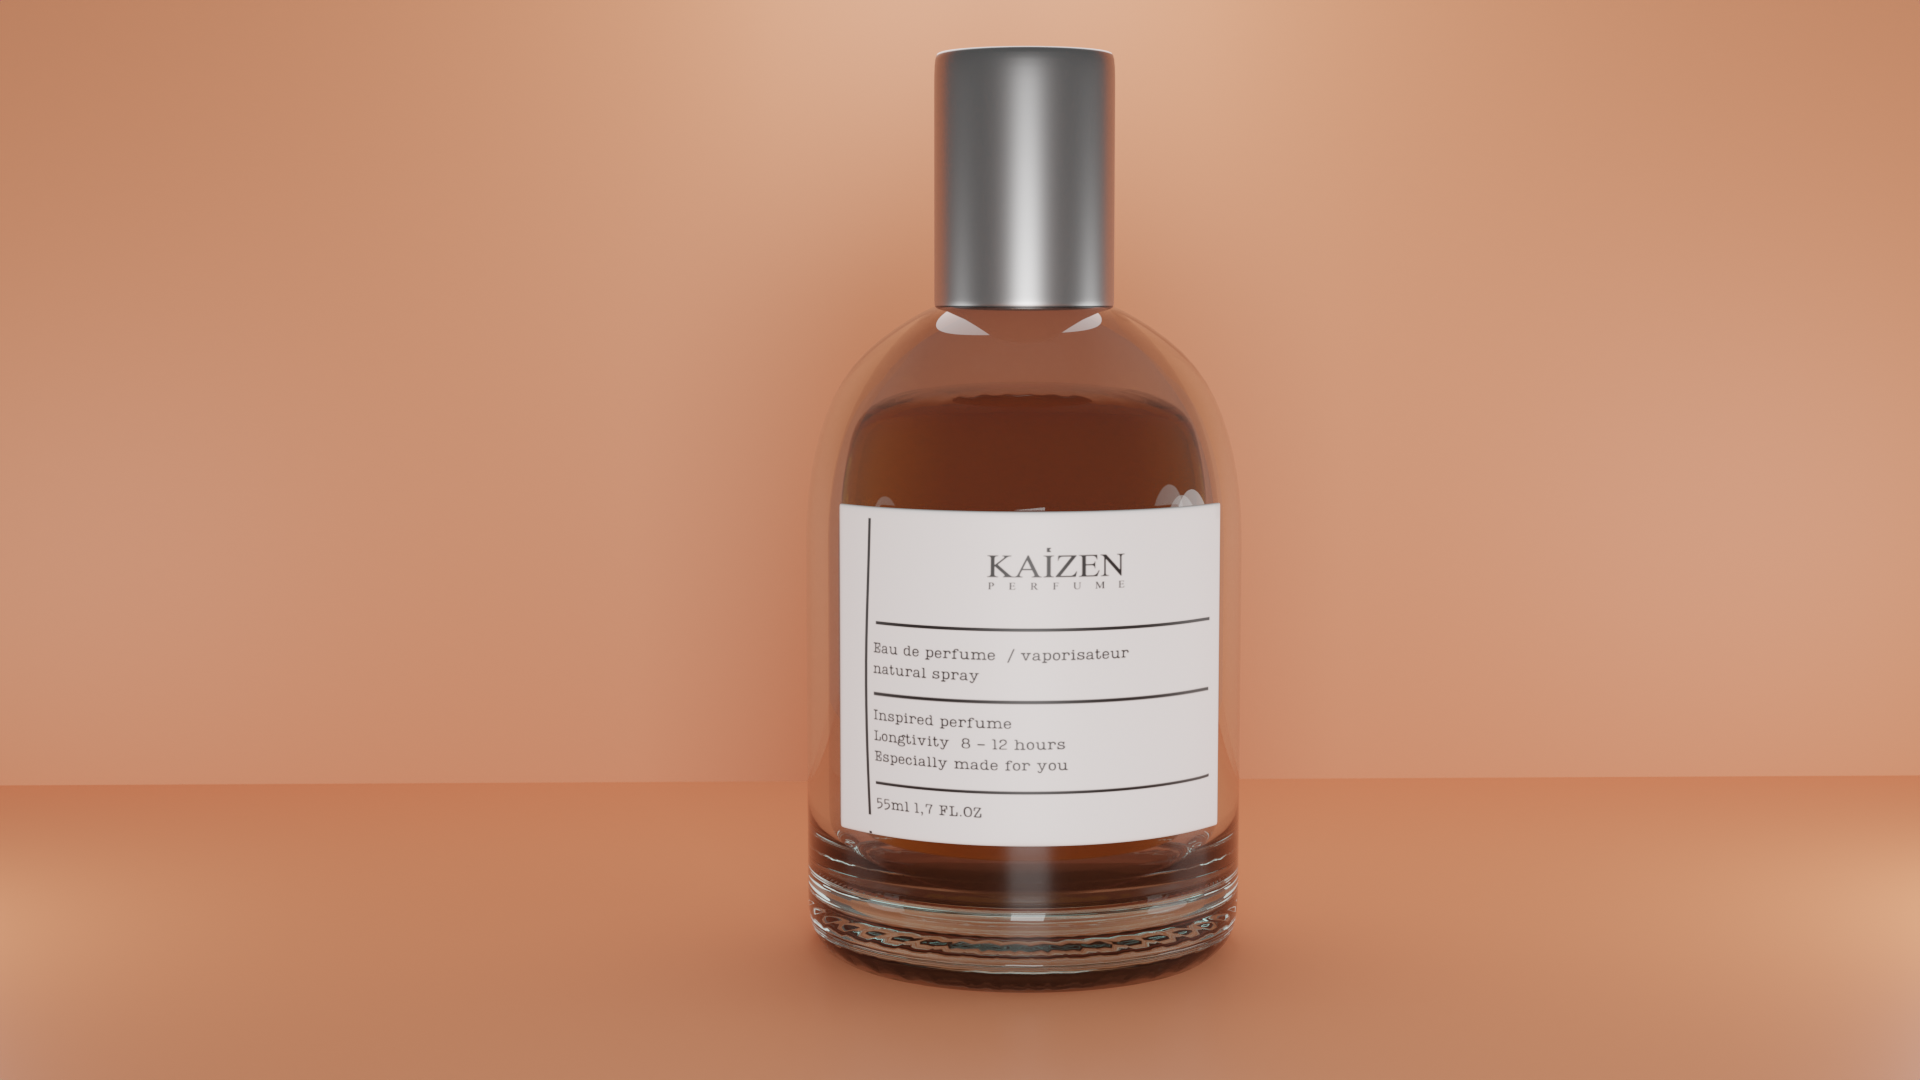 KAİZEN
PERFUME
Eau de perfume / vaporisateur
natural spray
Inspired perfume
Longtivity 8 – 12 hours
Especially made for you
55ml 1,7 FL.OZ